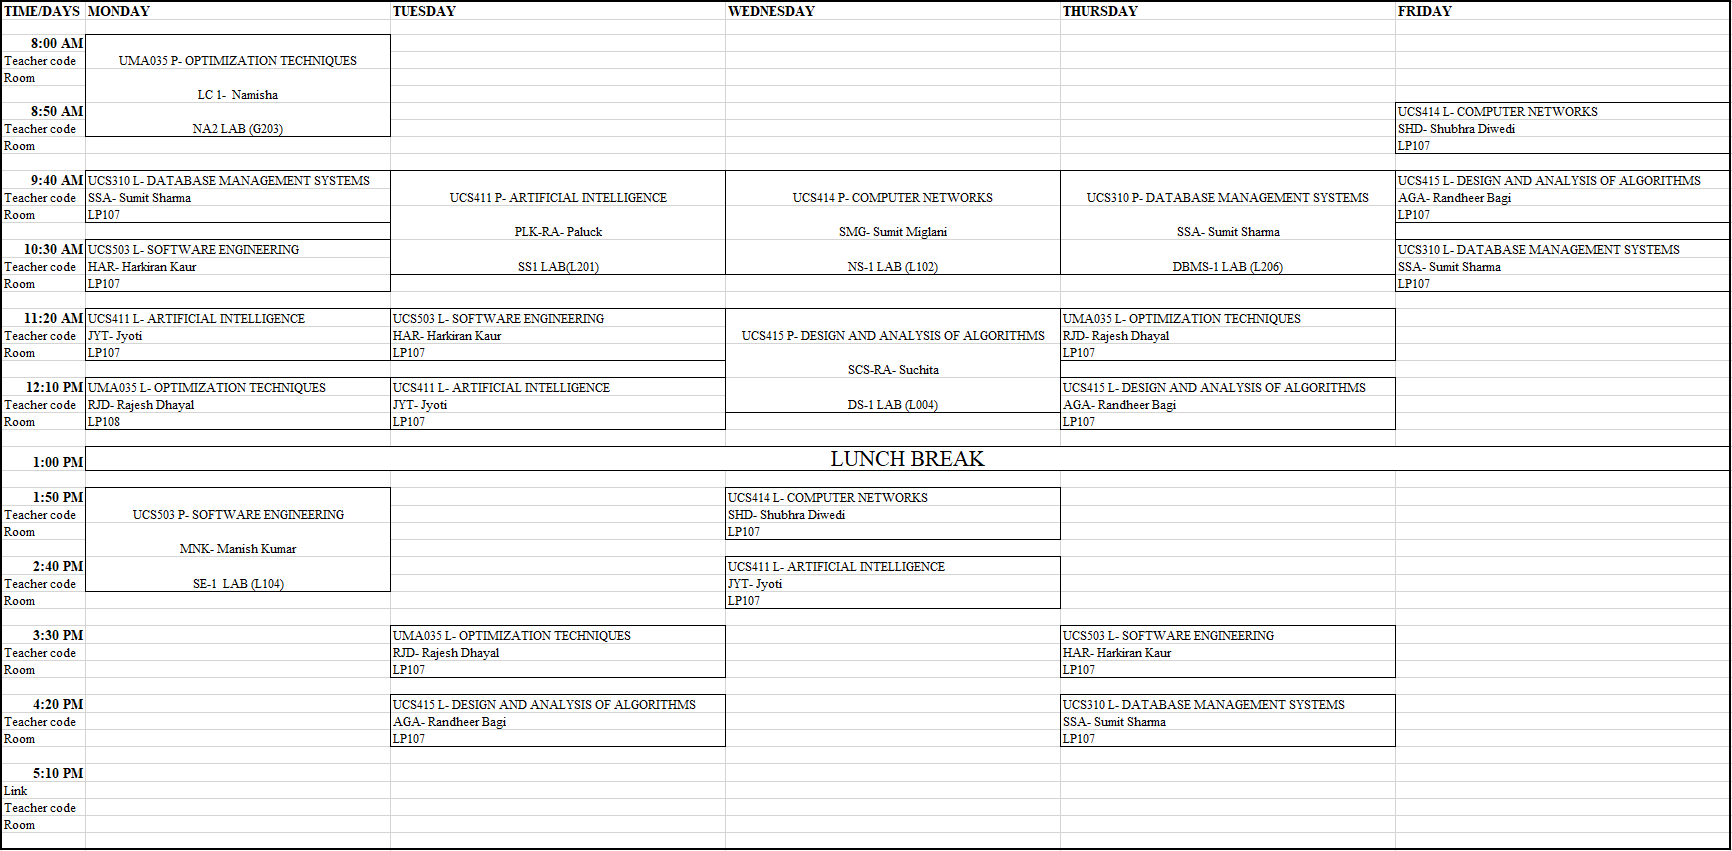 TIME/DAYS MONDAY TUESDAY WEDNESDAY THURSDAY FRIDAY
8:00 AM
Teacher code UMA035 P- OPTIMIZATION TECHNIQUES
Room
LC 1- Namisha
8:50 AM UCS414 L- COMPUTER NETWORKS
Teacher code NA2 LAB (G203) SHD- Shubhra Diwedi
Room LP107
9:40 AM UCS310 L- DATABASE MANAGEMENT SYSTEMS UCS415 L- DESIGN AND ANALYSIS OF ALGORITHMS
Teacher code SSA- Sumit Sharma UCS411 P- ARTIFICIAL INTELLIGENCE UCS414 P- COMPUTER NETWORKS UCS310 P- DATABASE MANAGEMENT SYSTEMS AGA- Randheer Bagi
Room LP107 LP107
PLK-RA- Paluck SMG- Sumit Miglani SSA- Sumit Sharma
10:30 AM UCS503 L- SOFTWARE ENGINEERING UCS310 L- DATABASE MANAGEMENT SYSTEMS
Teacher code HAR- Harkiran Kaur SS1 LAB(L201) NS-1 LAB (L102) DBMS-1 LAB (L206) SSA- Sumit Sharma
Room LP107 LP107
11:20 AM UCS411 L- ARTIFICIAL INTELLIGENCE UCS503 L- SOFTWARE ENGINEERING UMA035 L- OPTIMIZATION TECHNIQUES
Teacher code JYT- Jyoti HAR- Harkiran Kaur UCS415 P- DESIGN AND ANALYSIS OF ALGORITHMS RJD- Rajesh Dhayal
Room LP107 LP107 LP107
SCS-RA- Suchita
12:10 PM UMA035 L- OPTIMIZATION TECHNIQUES UCS411 L- ARTIFICIAL INTELLIGENCE UCS415 L- DESIGN AND ANALYSIS OF ALGORITHMS
Teacher code RJD- Rajesh Dhayal JYT- Jyoti DS-1 LAB (L004) AGA- Randheer Bagi
Room LP108 LP107 LP107
1:00 PM LUNCH BREAK
1:50 PM UCS414 L- COMPUTER NETWORKS
Teacher code UCS503 P- SOFTWARE ENGINEERING SHD- Shubhra Diwedi
Room LP107
MNK- Manish Kumar
2:40 PM UCS411 L- ARTIFICIAL INTELLIGENCE
Teacher code SE-1 LAB (L104) JYT- Jyoti
Room LP107
3:30 PM UMA035 L- OPTIMIZATION TECHNIQUES UCS503 L- SOFTWARE ENGINEERING
Teacher code RJD- Rajesh Dhayal HAR- Harkiran Kaur
Room LP107 LP107
4:20 PM UCS415 L- DESIGN AND ANALYSIS OF ALGORITHMS UCS310 L- DATABASE MANAGEMENT SYSTEMS
Teacher code AGA- Randheer Bagi SSA- Sumit Sharma
Room LP107 LP107
5:10 PM
Link
Teacher code
Room